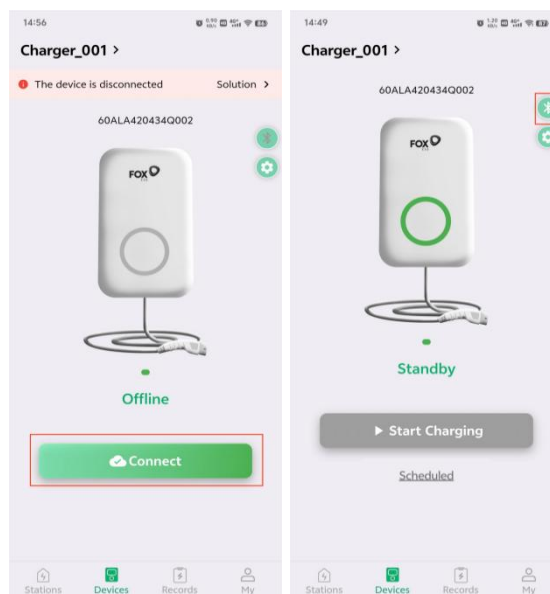 14:56
Charger_001 >
The device is disconnected Solution >
60ALA420434Q002
FOX
Offline
Connect
Stations Devices Records My
14:49
Charger_001 >
60ALA420434Q002
FOX
Standby
Start Charging
Scheduled
Stations Devices Records My